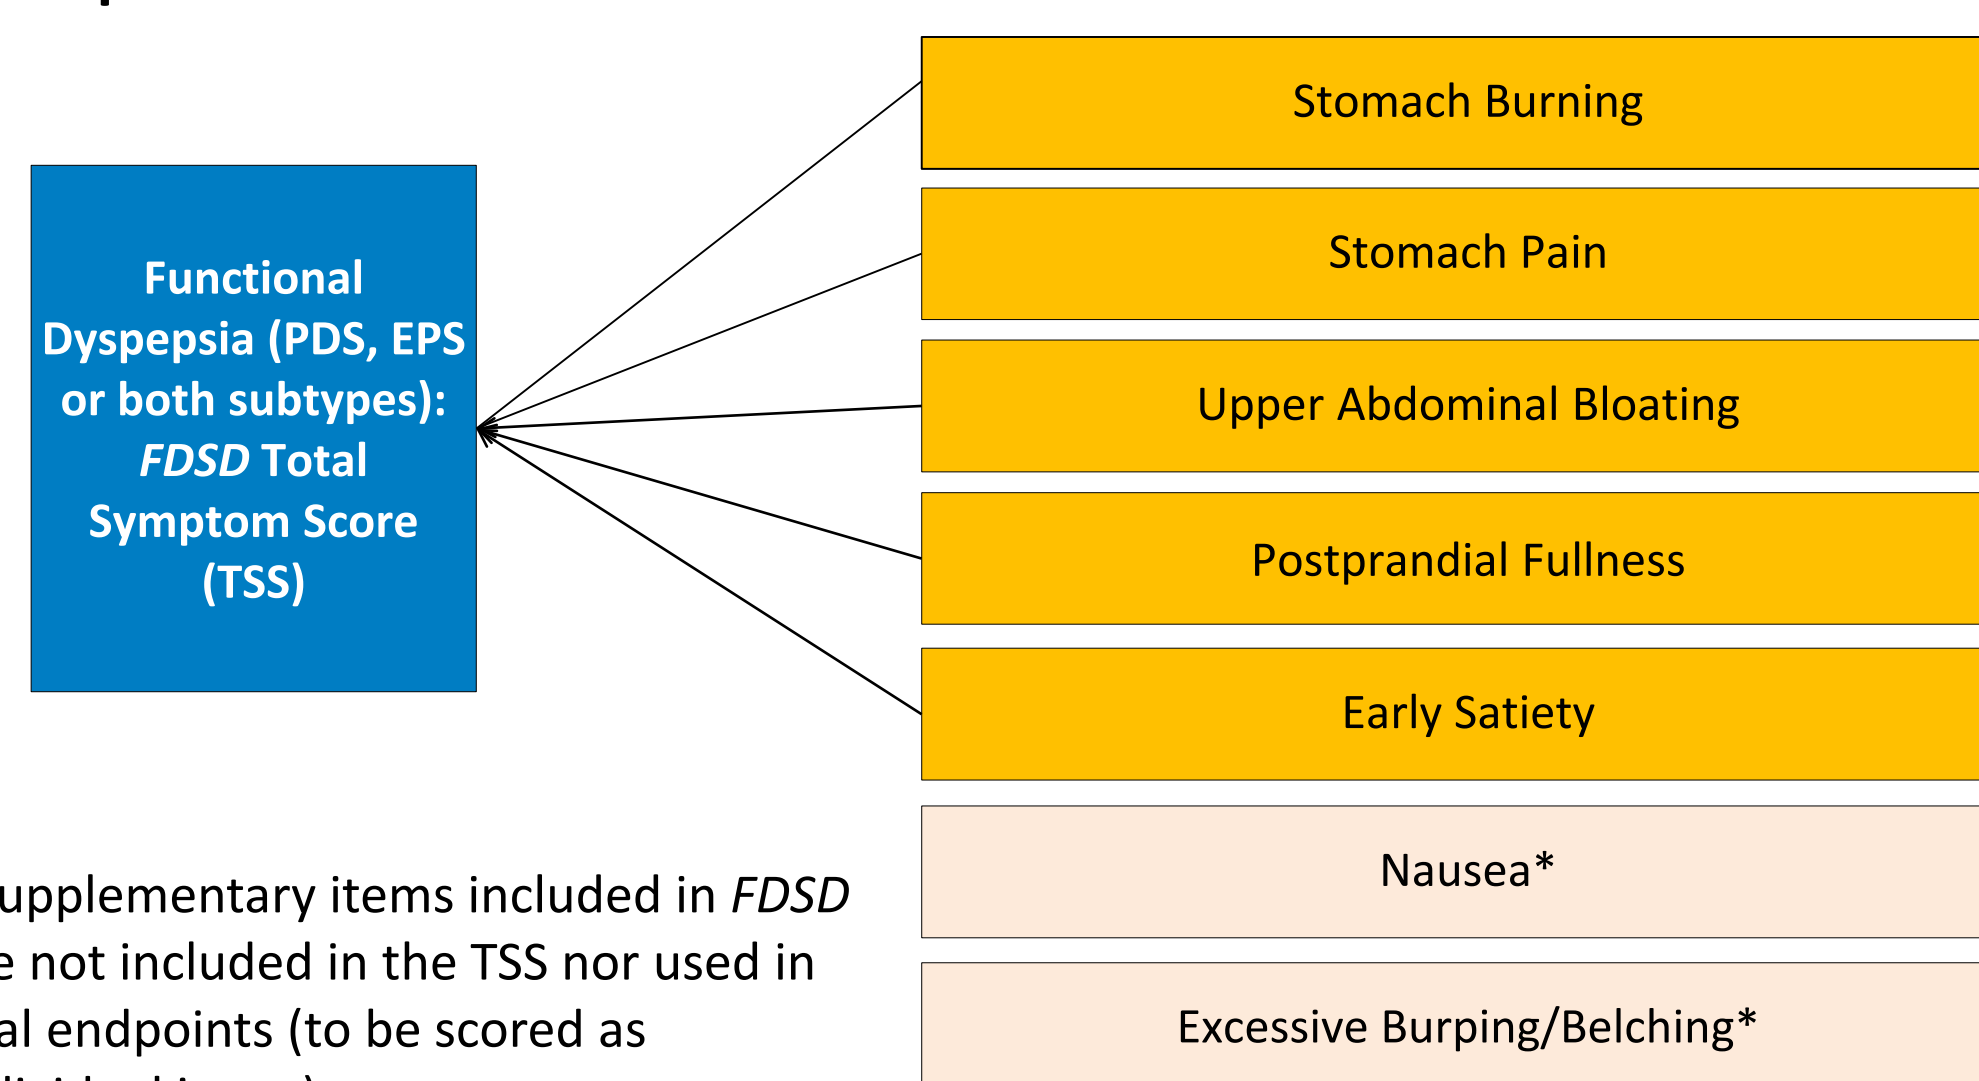 Functional
Dyspepsia (PDS, EPS
or both subtypes):
FDSD Total
Symptom Score
(TSS)
Stomach Burning
Stomach Pain
Upper Abdominal Bloating
Postprandial Fullness
Early Satiety
Nausea*
Excessive Burping/Belching*
upplementary items included in FDSD
e not included in the TSS nor used in
al endpoints (to be scored as